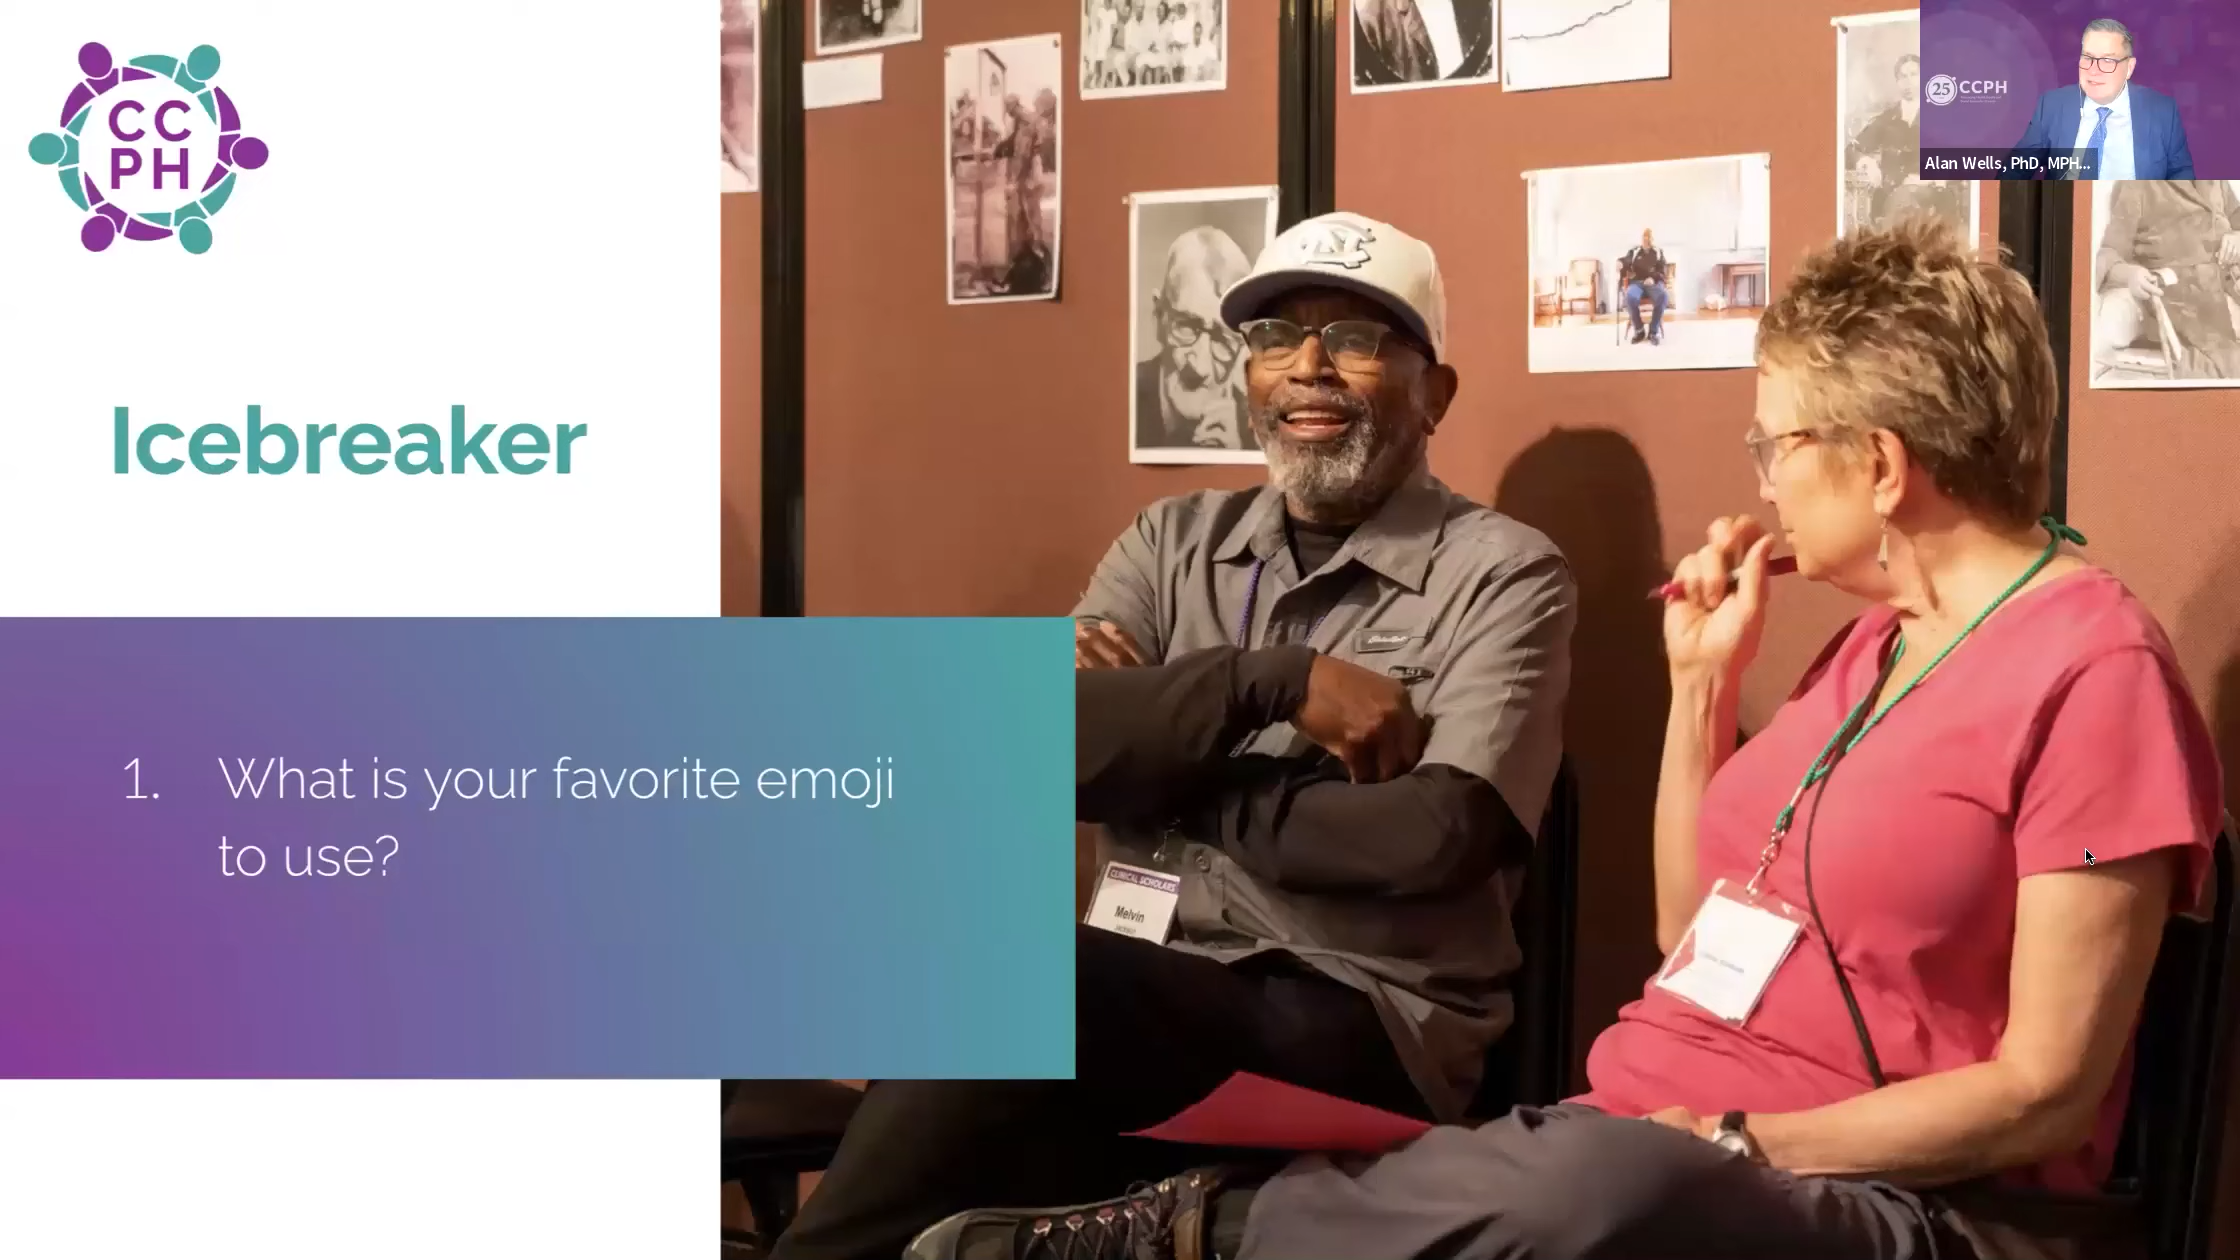 CC
PH
Icebreaker
1. What is your favorite emoji
to use?
25 CCPH
Alan Wells, PhD, MPH...
NC
CLINICAL SCHOLARS
Melvin